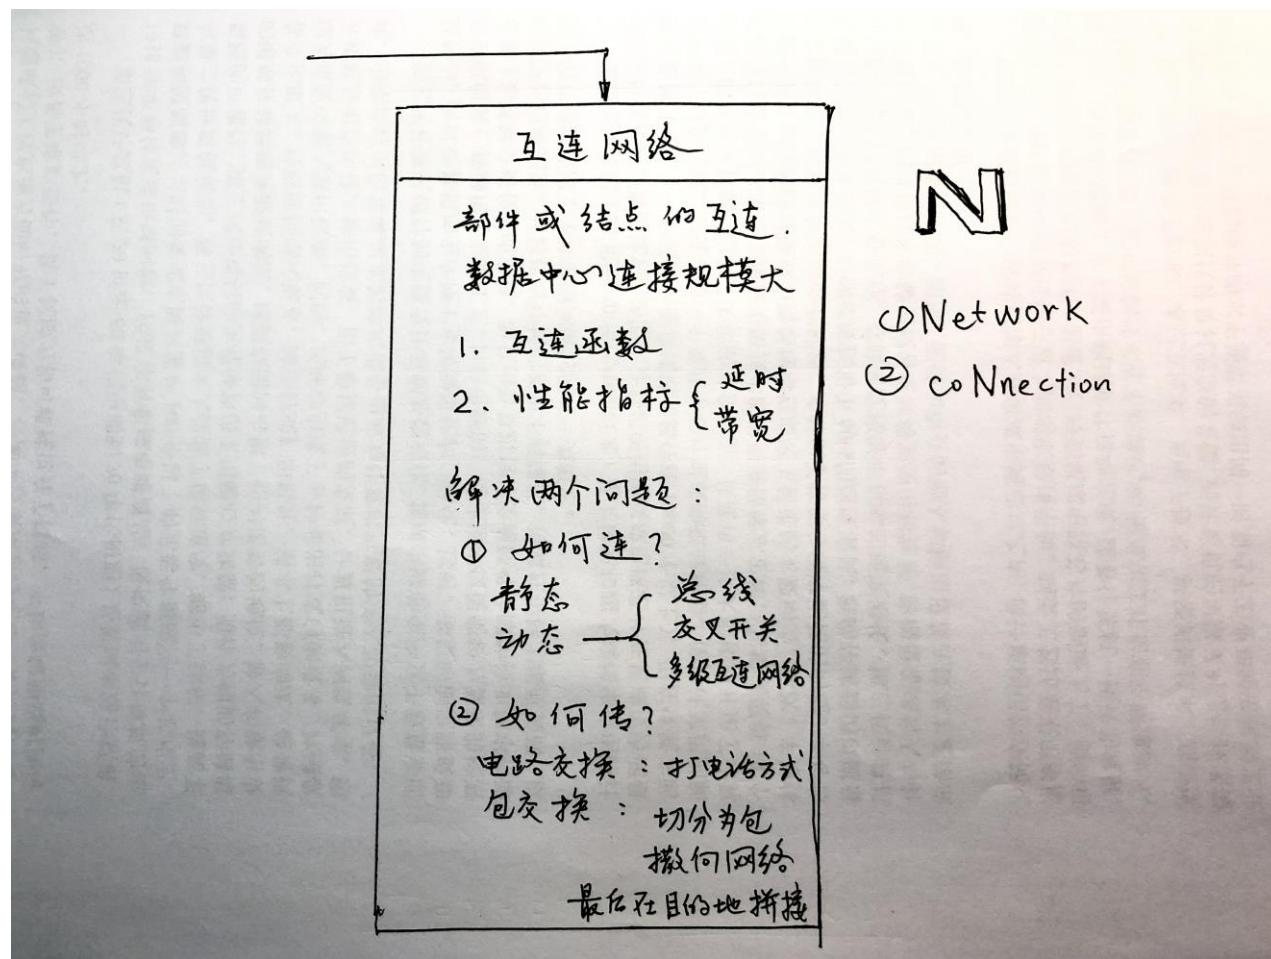 互连网络
部件或结点的互连.
数据中心连接规模大
1. 互连函数
2. 性能指标{延时
带宽
解决两个问题:
① 如何连?
静态
动态
总线
交叉开关
多级互连网络
② 如何传?
电路交换: 打电话方式
包交换: 切分为包
撒向网络
最后在目的地拼接
N
①Network
② coNnection